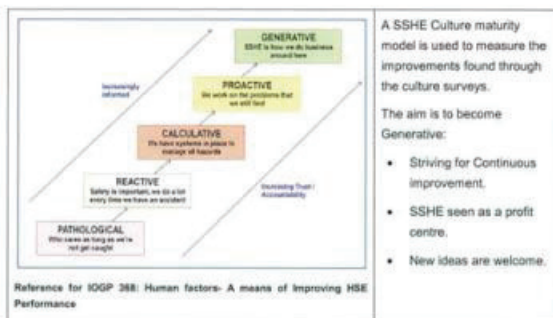 GENERATIVE
SSHE is how we do business
around here
PROACTIVE
We work on the problems that
we still find
CALCULATIVE
We have systems in place to
manage all hazards
REACTIVE
Safety is important, we do a lot
every time we have an accident
PATHOLOGICAL
Who cares as long as we're
not get caught
Increasingly
informed
Increasing Trust /
Accountability
Reference for IOGP 368: Human factors- A means of Improving HSE
Performance
A SSHE Culture maturity
model is used to measure the
improvements found through
the culture surveys.
The aim is to become
Generative:
• Striving for Continuous
improvement.
• SSHE seen as a profit
centre.
• New ideas are welcome.